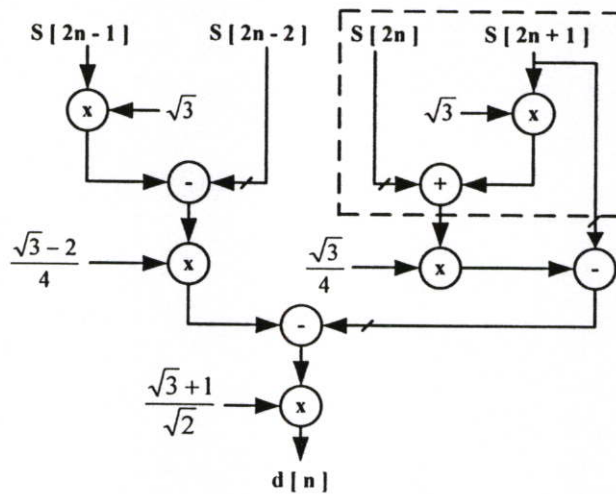 S[2n-1] S[2n-2] S[2n] S[2n+1]
x √3 √3 x
- +
(√3-2)/4 x √3/4 x -
-
(√3+1)/√2 x
d[n]